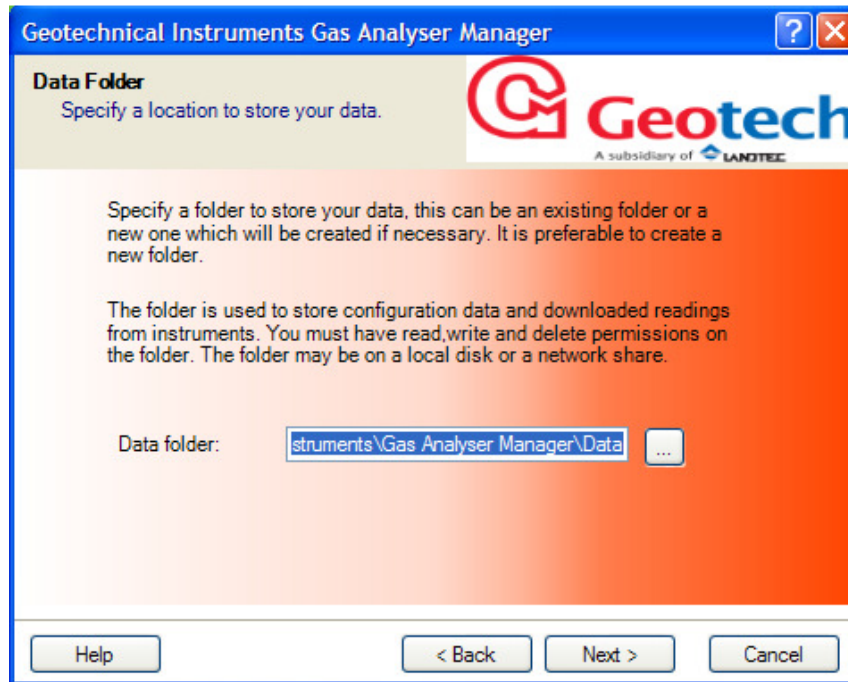 Geotechnical Instruments Gas Analyser Manager
Data Folder
Specify a location to store your data.
Geotech
A subsidiary of LANDTEC
Specify a folder to store your data, this can be an existing folder or a
new one which will be created if necessary. It is preferable to create a
new folder.
The folder is used to store configuration data and downloaded readings
from instruments. You must have read,write and delete permissions on
the folder. The folder may be on a local disk or a network share.
Data folder: struments\Gas Analyser Manager\Data ...
Help < Back Next > Cancel